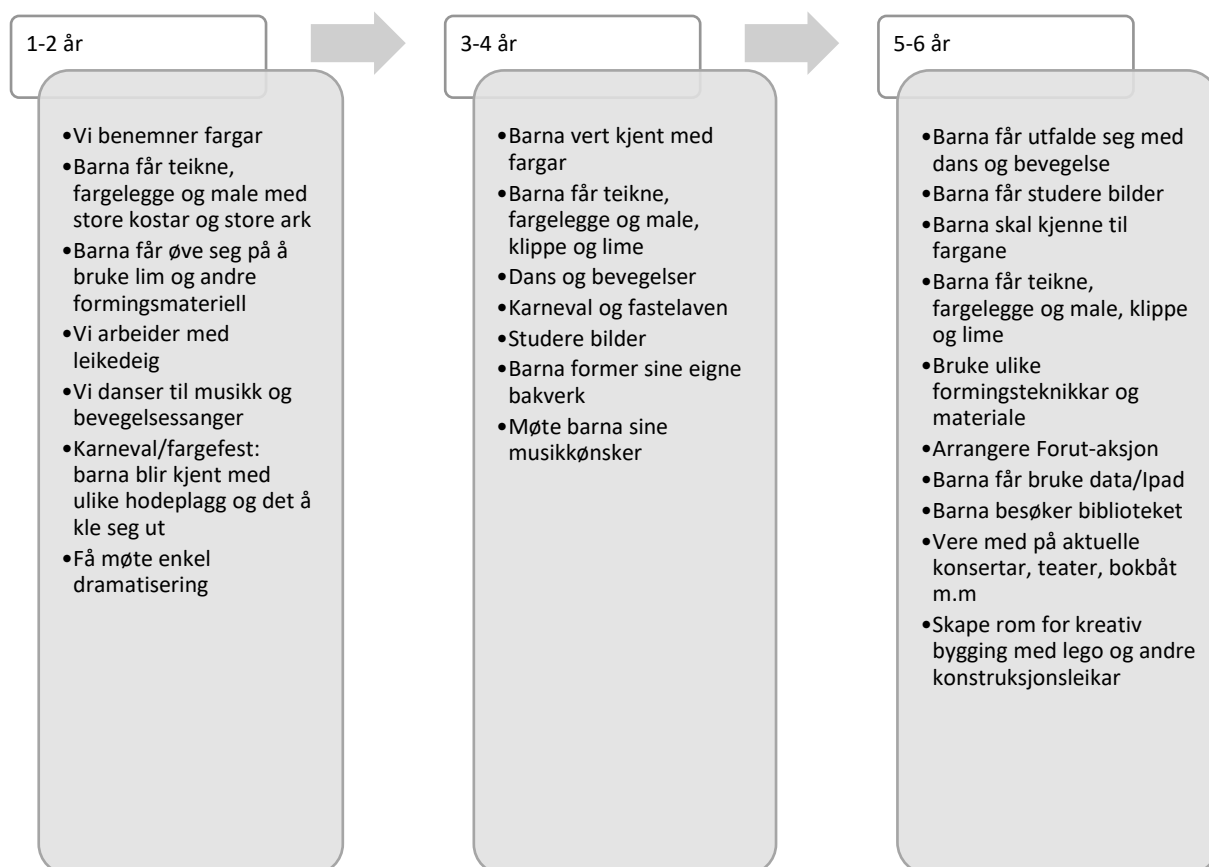 1-2 år
•Vi benemner fargar
•Barna får teikne,
fargelegge og male med
store kostar og store ark
•Barna får øve seg på å
bruke lim og andre
formingsmateriell
•Vi arbeider med
leikedeig
•Vi danser til musikk og
bevegelsessanger
•Karneval/fargefest:
barna blir kjent med
ulike hodeplagg og det å
kle seg ut
•Få møte enkel
dramatisering
3-4 år
•Barna vert kjent med
fargar
•Barna får teikne,
fargelegge og male,
klippe og lime
•Dans og bevegelser
•Karneval og fastelaven
•Studere bilder
•Barna former sine eigne
bakverk
•Møte barna sine
musikkønsker
5-6 år
•Barna får utfalde seg med
dans og bevegelse
•Barna får studere bilder
•Barna skal kjenne til
fargane
•Barna får teikne,
fargelegge og male, klippe
og lime
•Bruke ulike
formingsteknikkar og
materiale
•Arrangere Forut-aksjon
•Barna får bruke data/Ipad
•Barna besøker biblioteket
•Vere med på aktuelle
konsertar, teater, bokbåt
m.m
•Skape rom for kreativ
bygging med lego og andre
konstruksjonsleikar